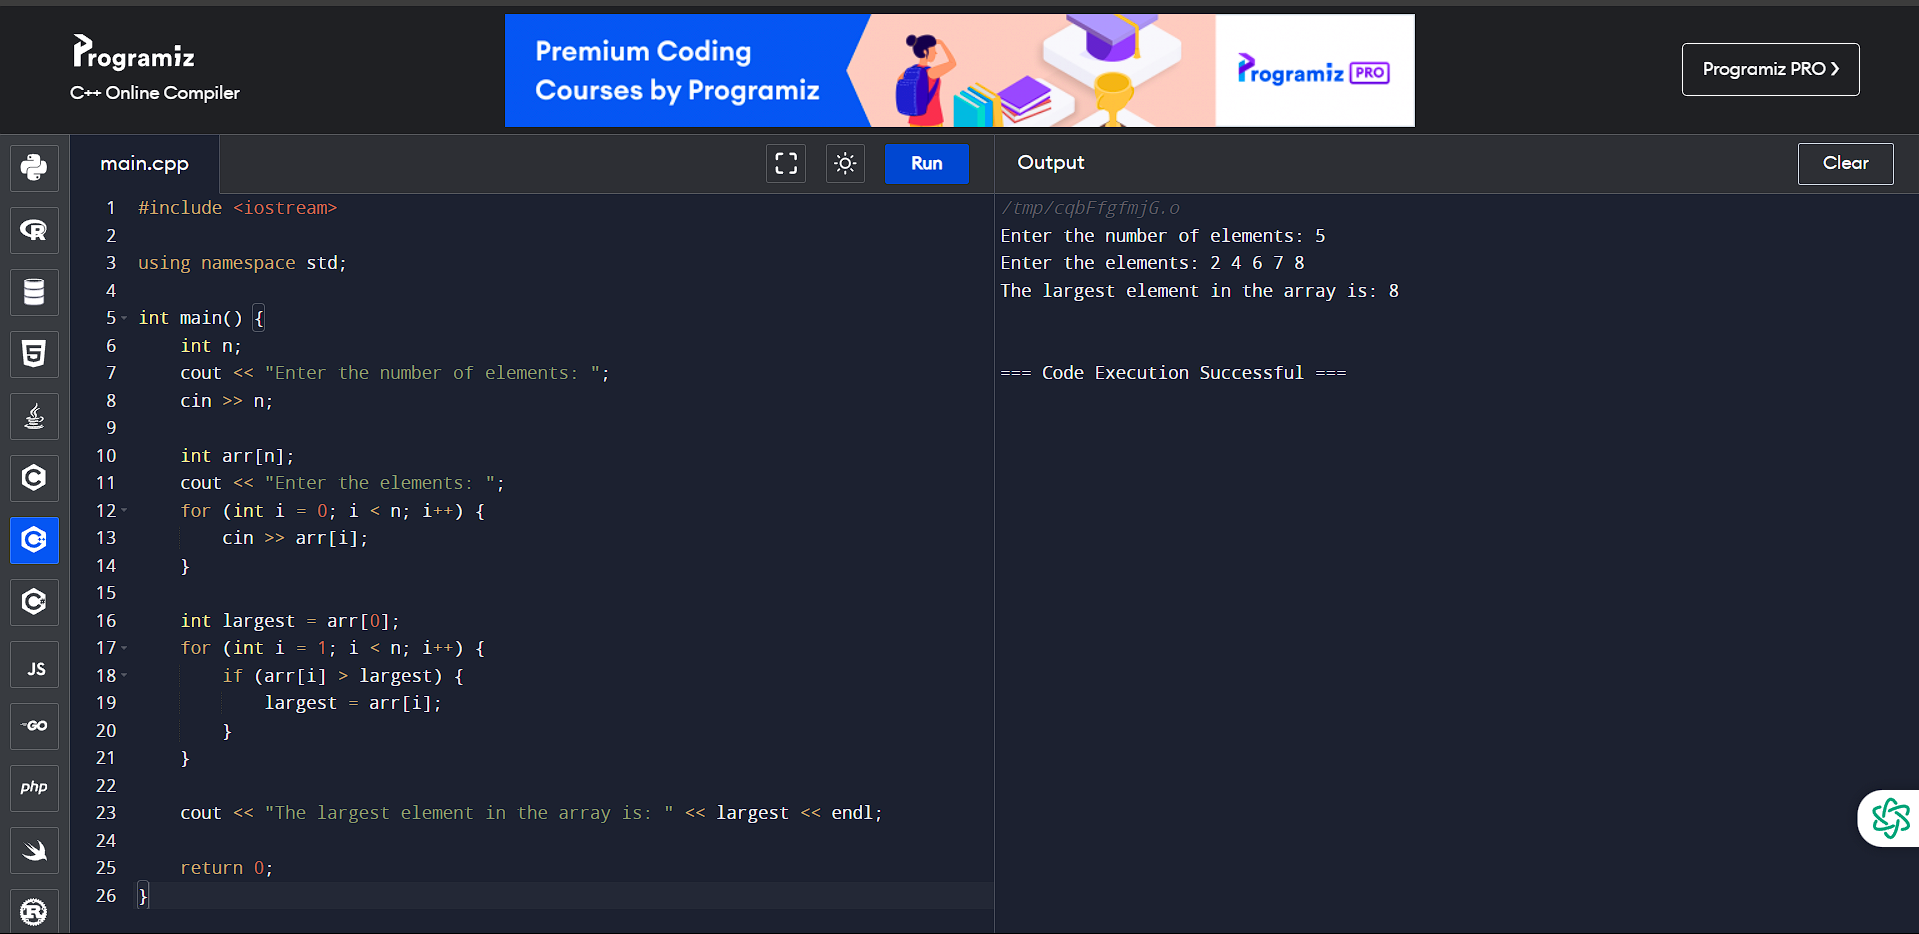 Programiz
C++ Online Compiler
Premium Coding
Courses by Programiz
Programiz PRO
Programiz PRO ❯
main.cpp
Run
Output
Clear
1 #include <iostream>
2
3 using namespace std;
4
5 int main() {
6     int n;
7     cout << "Enter the number of elements: ";
8     cin >> n;
9
10     int arr[n];
11     cout << "Enter the elements: ";
12     for (int i = 0; i < n; i++) {
13         cin >> arr[i];
14     }
15
16     int largest = arr[0];
17     for (int i = 1; i < n; i++) {
18         if (arr[i] > largest) {
19             largest = arr[i];
20         }
21     }
22
23     cout << "The largest element in the array is: " << largest << endl;
24
25     return 0;
26 }
/tmp/cqbFfgfmjG.o
Enter the number of elements: 5
Enter the elements: 2 4 6 7 8
The largest element in the array is: 8
=== Code Execution Successful ===
R
5
C
C
C
JS
GO
php
R